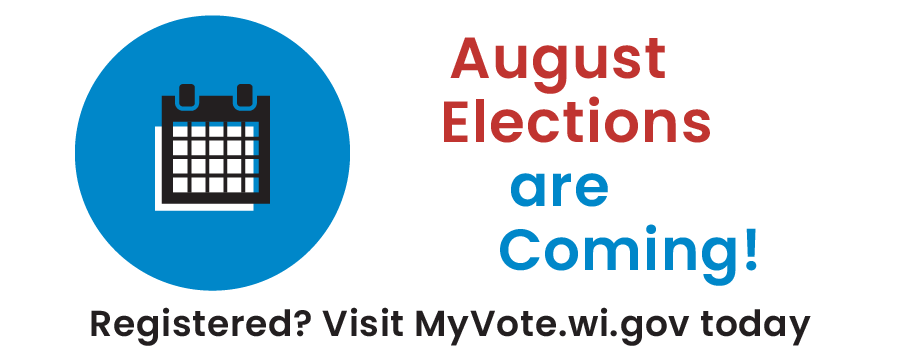 August
Elections
are
Coming!
Registered? Visit MyVote.wi.gov today